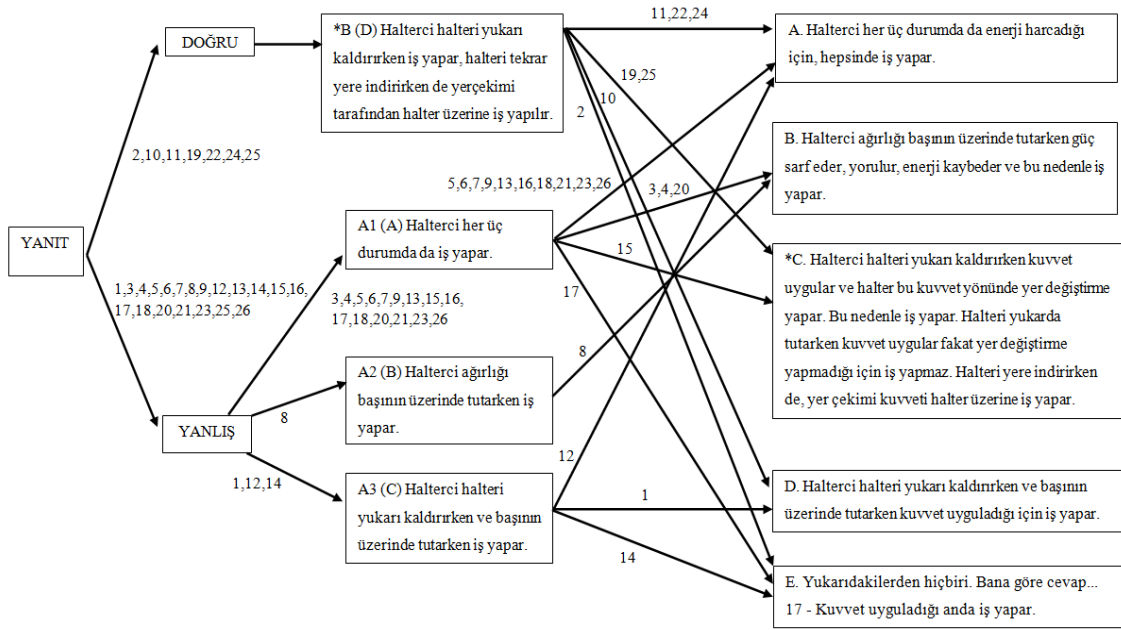 YANIT
DOĞRU
2,10,11,19,22,24,25
1,3,4,5,6,7,8,9,12,13,14,15,16,
17,18,20,21,23,25,26
YANLIŞ
*B (D) Halterci halteri yukarı
kaldırırken iş yapar, halteri tekrar
yere indirirken de yerçekimi
tarafından halter üzerine iş yapılır.
A1 (A) Halterci her üç
durumda da iş yapar.
3,4,5,6,7,9,13,15,16,
17,18,20,21,23,26
8
A2 (B) Halterci ağırlığı
başının üzerinde tutarken iş
yapar.
1,12,14
A3 (C) Halterci halteri
yukarı kaldırırken ve başının
üzerinde tutarken iş yapar.
11,22,24
19,25
10
2
5,6,7,9,13,16,18,21,23,26
3,4,20
15
17
8
12
1
14
A. Halterci her üç durumda da enerji harcadığı
için, hepsinde iş yapar.
B. Halterci ağırlığı başının üzerinde tutarken güç
sarf eder, yorulur, enerji kaybeder ve bu nedenle iş
yapar.
*C. Halterci halteri yukarı kaldırırken kuvvet
uygular ve halter bu kuvvet yönünde yer değiştirme
yapar. Bu nedenle iş yapar. Halteri yukarda
tutarken kuvvet uygular fakat yer değiştirme
yapmadığı için iş yapmaz. Halteri yere indirirken
de, yer çekimi kuvveti halter üzerine iş yapar.
D. Halterci halteri yukarı kaldırırken ve başının
üzerinde tutarken kuvvet uyguladığı için iş yapar.
E. Yukarıdakilerden hiçbiri. Bana göre cevap...
17 - Kuvvet uyguladığı anda iş yapar.